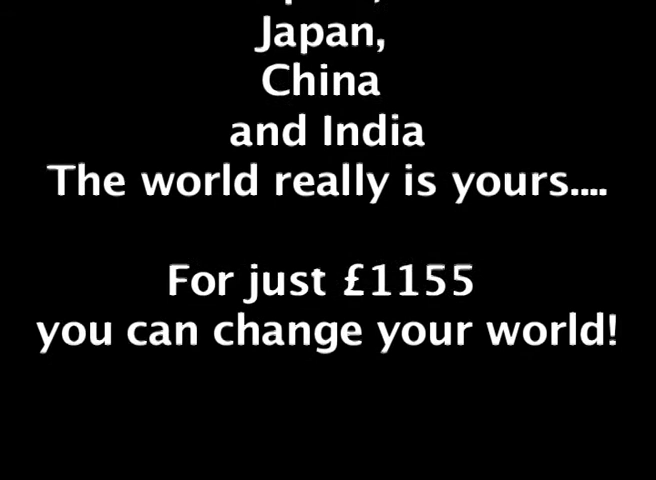 Japan,
China
and India
The world really is yours....
For just £1155
you can change your world!